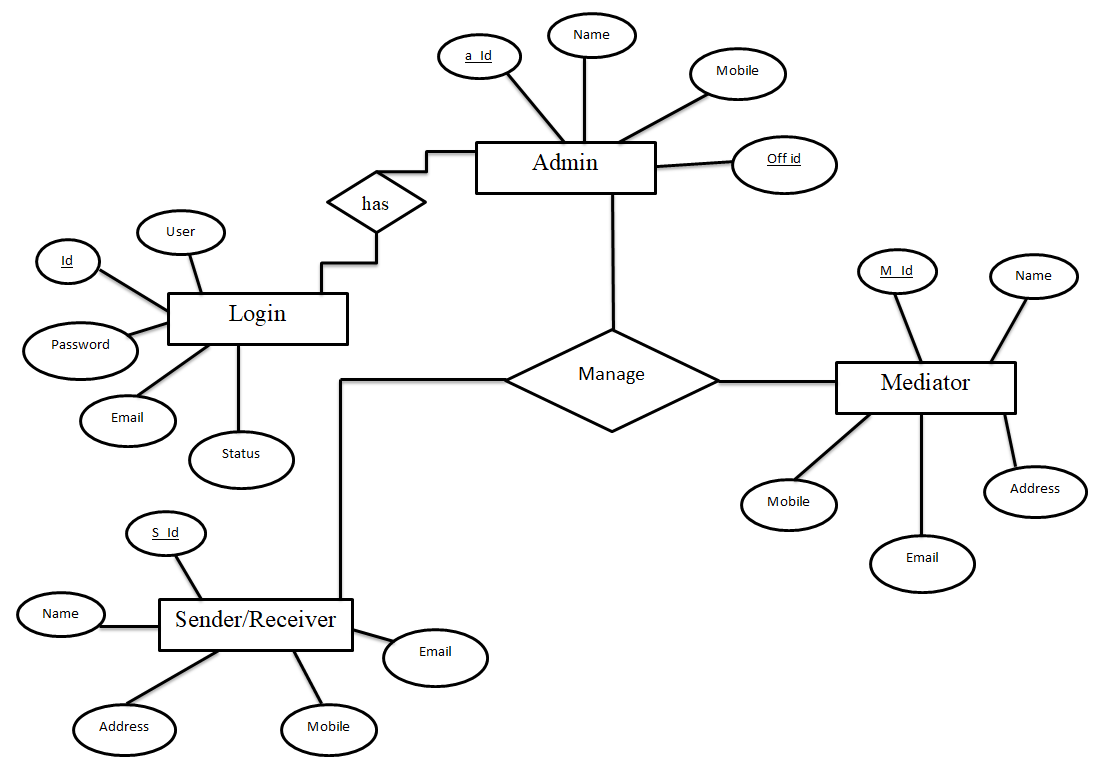 Name
a_Id
Mobile
Off id
Admin
has
User
Id
Login
Password
Email
Status
M_Id
Name
Manage
Mediator
Mobile
Address
Email
S_Id
Name
Sender/Receiver
Email
Address
Mobile